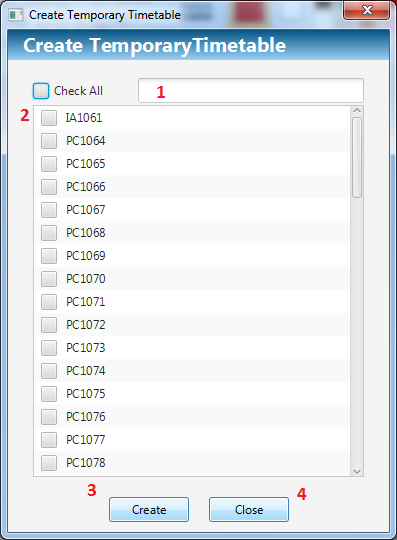 Create Temporary Timetable
Create TemporaryTimetable
Check All
1
2
IA1061
PC1064
PC1065
PC1066
PC1067
PC1068
PC1069
PC1070
PC1071
PC1072
PC1073
PC1074
PC1075
PC1076
PC1077
PC1078
3
4
Create
Close